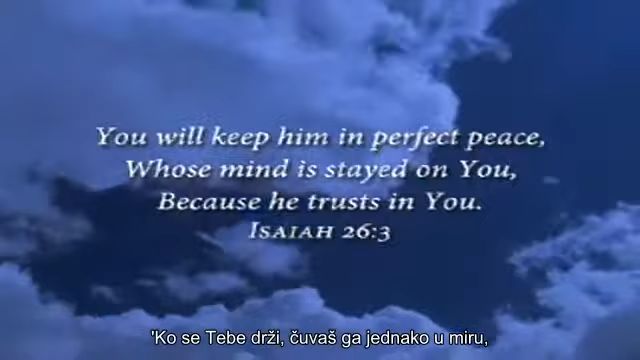 You will keep him in perfect peace,
Whose mind is stayed on You,
Because he trusts in You.
ISAIAH 26:3
'Ko se Tebe drži, čuvaš ga jednako u miru,